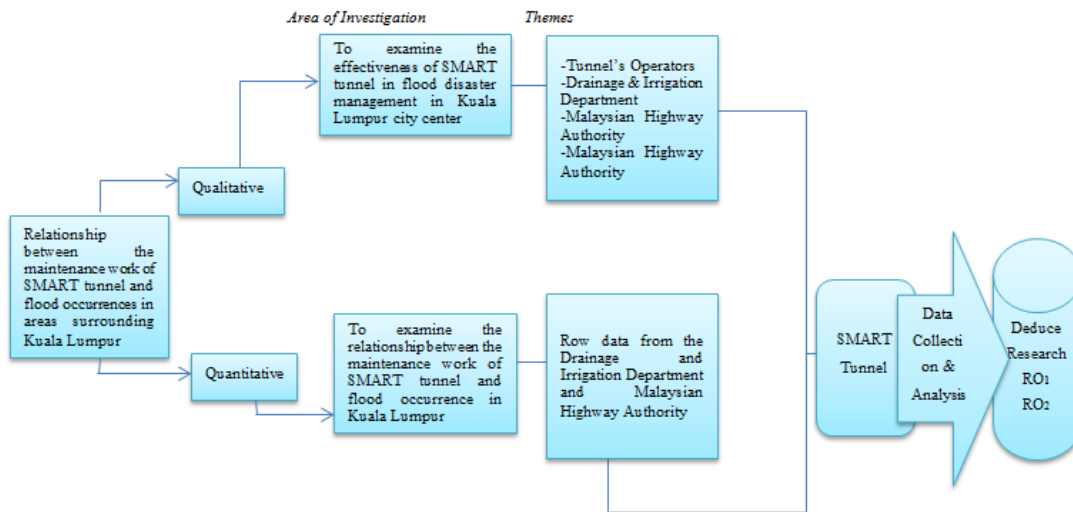 Area of Investigation
Themes
To examine the
effectiveness of SMART
tunnel in flood disaster
management in Kuala
Lumpur city center
-Tunnel's Operators
-Drainage & Irrigation
Department
-Malaysian Highway
Authority
-Malaysian Highway
Authority
Qualitative
Relationship
between the
maintenance work of
SMART tunnel and
flood occurrences in
areas surrounding
Kuala Lumpur
Quantitative
To examine the
relationship between the
maintenance work of
SMART tunnel and
flood occurrence in
Kuala Lumpur
Row data from the
Drainage and
Irrigation Department
and Malaysian
Highway Authority
SMART
Tunnel
Data
Collecti
on &
Analysis
Deduce
Research
RO1
RO2